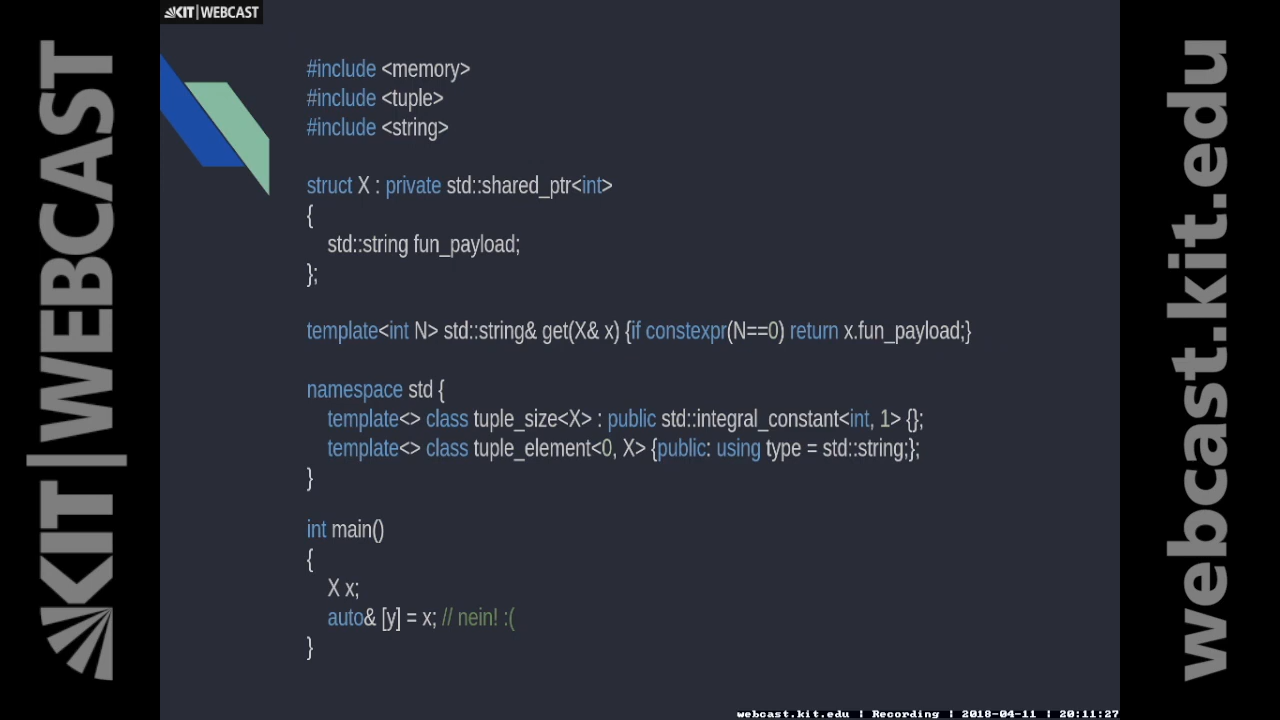 KIT|WEBCAST
#include <memory>
#include <tuple>
#include <string>
struct X : private std::shared_ptr<int>
{
std::string fun_payload;
};
template<int N> std::string& get(X& x) {if constexpr(N==0) return x.fun_payload;}
namespace std {
template<> class tuple_size<X> : public std::integral_constant<int, 1> {};
template<> class tuple_element<0, X> {public: using type = std::string;};
}
int main()
{
X x;
auto& [y] = x; // nein! :(
}
webcast.kit.edu | Recording | 2018-04-11 | 20:11:27
KIT|WEBCAST
webcast.kit.edu